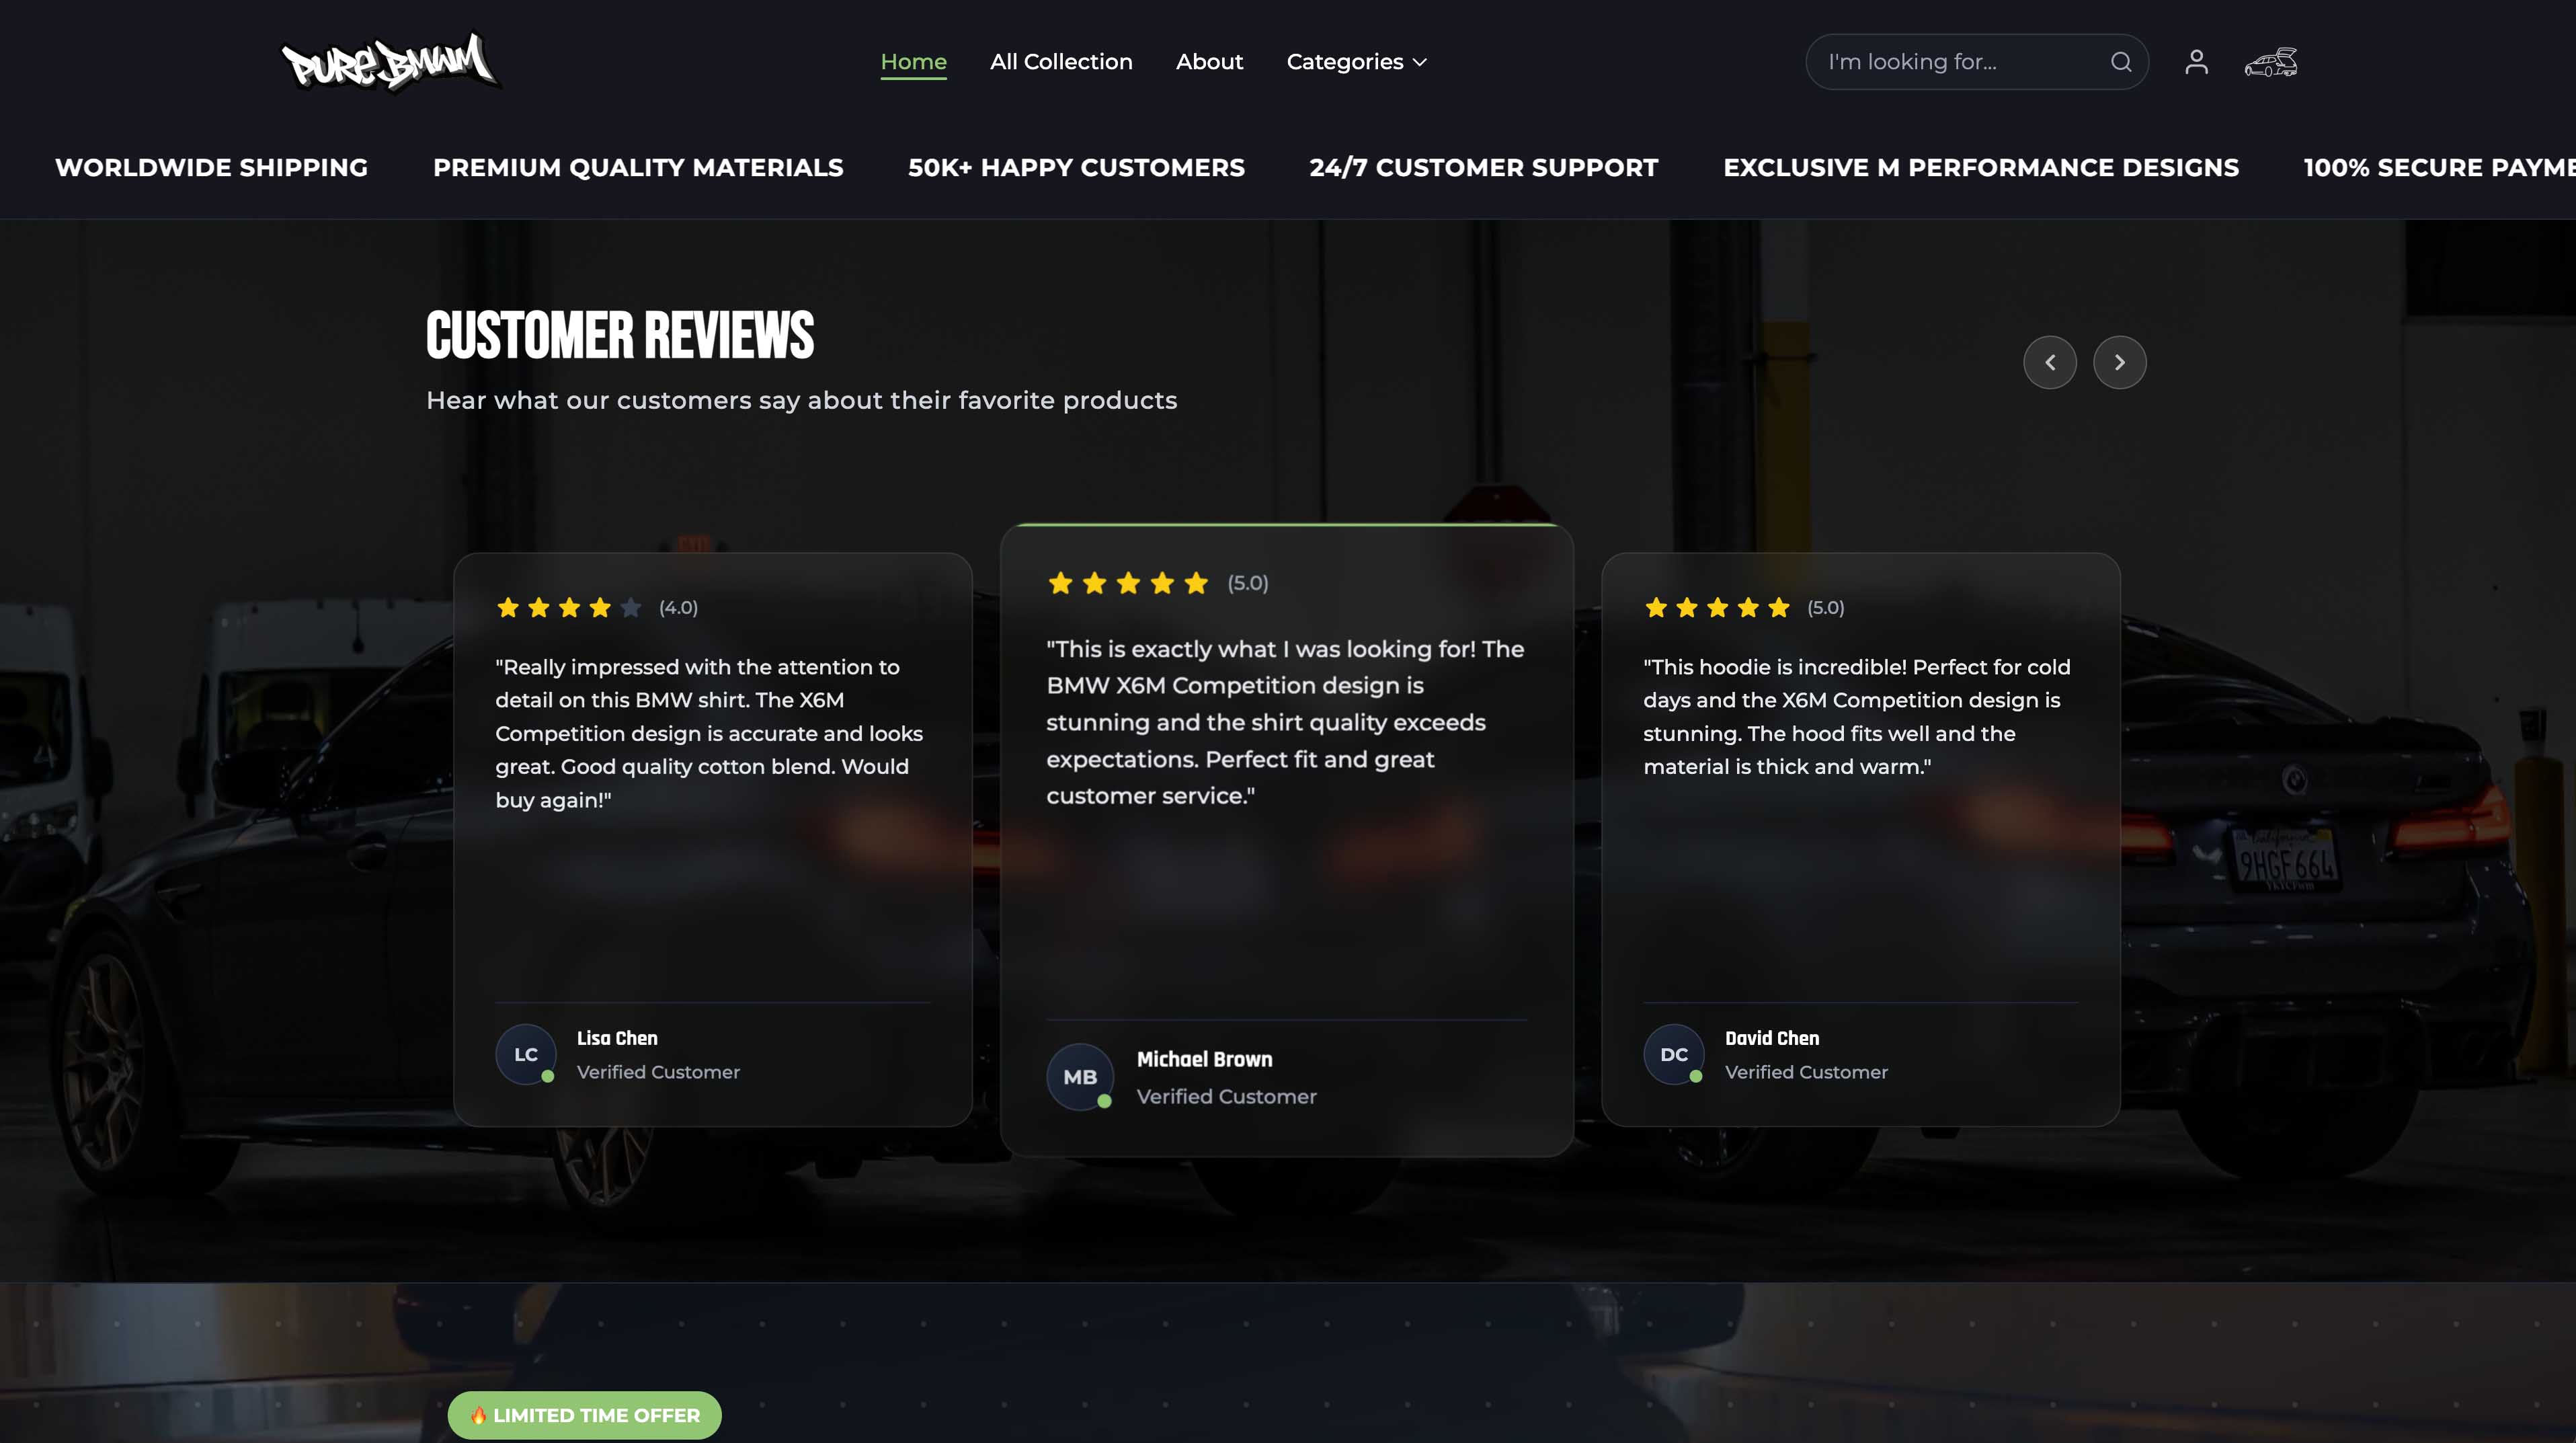 PURE BMWM
Home
All Collection
About
Categories
I'm looking for...
WORLDWIDE SHIPPING
PREMIUM QUALITY MATERIALS
50K+ HAPPY CUSTOMERS
24/7 CUSTOMER SUPPORT
EXCLUSIVE M PERFORMANCE DESIGNS
100% SECURE PAYME
CUSTOMER REVIEWS
Hear what our customers say about their favorite products
(4.0)
"Really impressed with the attention to
detail on this BMW shirt. The X6M
Competition design is accurate and looks
great. Good quality cotton blend. Would
buy again!"
LC
Lisa Chen
Verified Customer
(5.0)
"This is exactly what I was looking for! The
BMW X6M Competition design is
stunning and the shirt quality exceeds
expectations. Perfect fit and great
customer service."
MB
Michael Brown
Verified Customer
(5.0)
"This hoodie is incredible! Perfect for cold
days and the X6M Competition design is
stunning. The hood fits well and the
material is thick and warm."
DC
David Chen
Verified Customer
9HGF664
🔥 LIMITED TIME OFFER